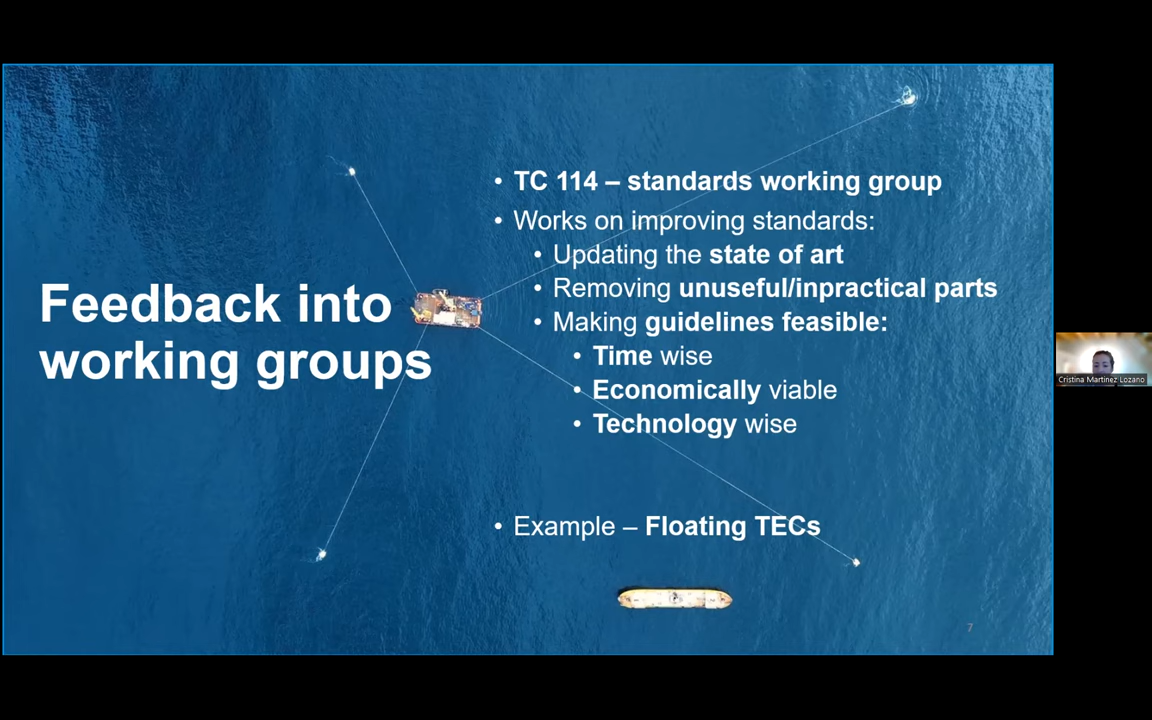 Feedback into
working groups
• TC 114 – standards working group
• Works on improving standards:
• Updating the state of art
• Removing unuseful/inpractical parts
• Making guidelines feasible:
• Time wise
• Economically viable
• Technology wise
• Example – Floating TECs
7
Cristina Martinez Lozano